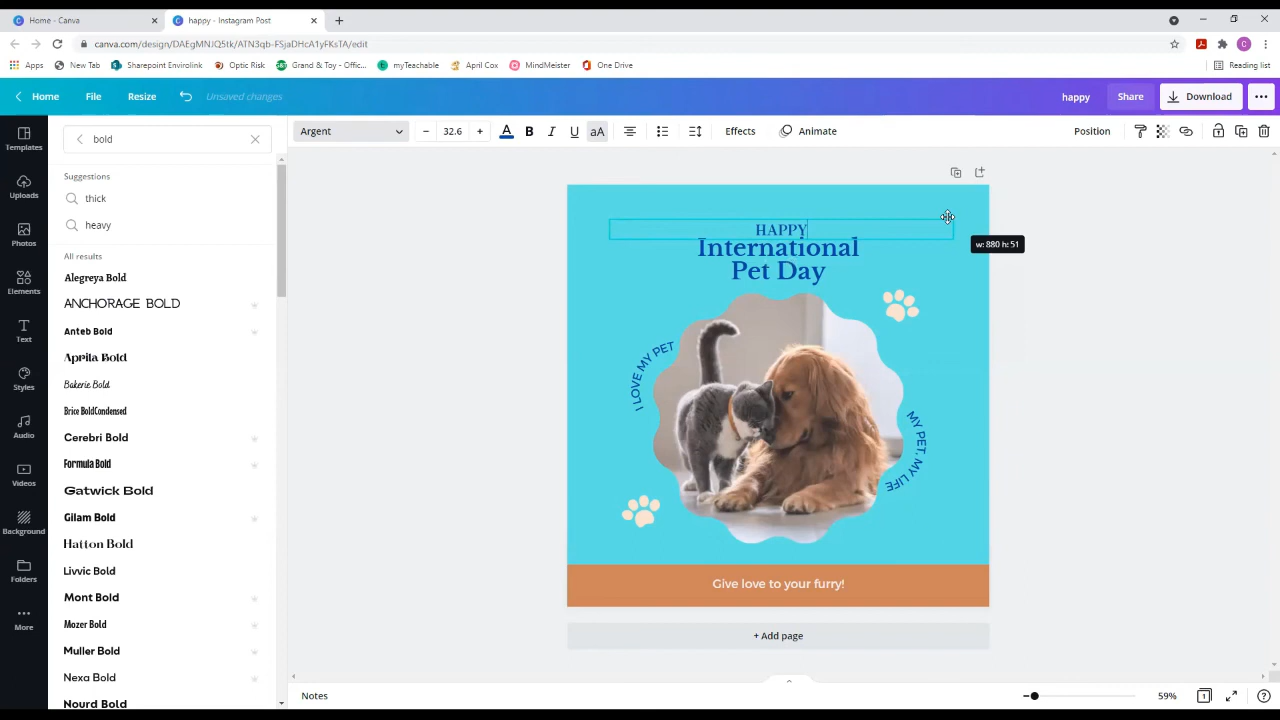 Home - Canva
happy - Instagram Post
canva.com/design/DAEgMNJQ5tk/ATN3qb-FSjaDHcA1yFKsTA/edit
Apps
New Tab
Sharepoint Envirolink
Optic Risk
Grand & Toy - Offic...
myTeachable
April Cox
MindMeister
One Drive
Reading list
Home
File
Resize
Unsaved changes
happy
Share
Download
bold
Argent
32.6
A
B
I
U
aA
Effects
Animate
Position
Templates
Uploads
Photos
Elements
Text
Styles
Audio
Videos
Background
Folders
More
Suggestions
thick
heavy
All results
Alegreya Bold
ANCHORAGE BOLD
Anteb Bold
Aprila Bold
Bakerie Bold
Brice BoldCondensed
Cerebri Bold
Formula Bold
Gatwick Bold
Gilam Bold
Hatton Bold
Livvic Bold
Mont Bold
Mozer Bold
Muller Bold
Nexa Bold
Nourd Bold
HAPPY
International
Pet Day
w: 880 h: 51
I LOVE MY PET
MY PET, MY LIFE
Give love to your furry!
+ Add page
Notes
59%
1